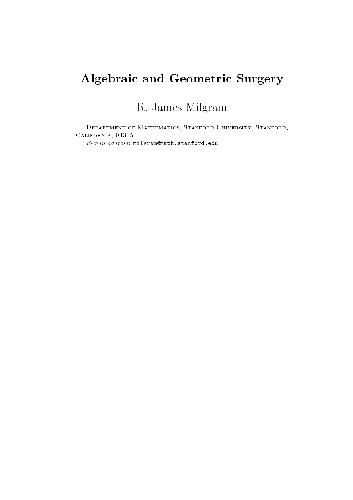 Algebraic and Geometric Surgery
R. James Milgram
Department of Mathematics, Stanford University, Stanford,
California, 94305
E-mail address: milgram@math.stanford.edu